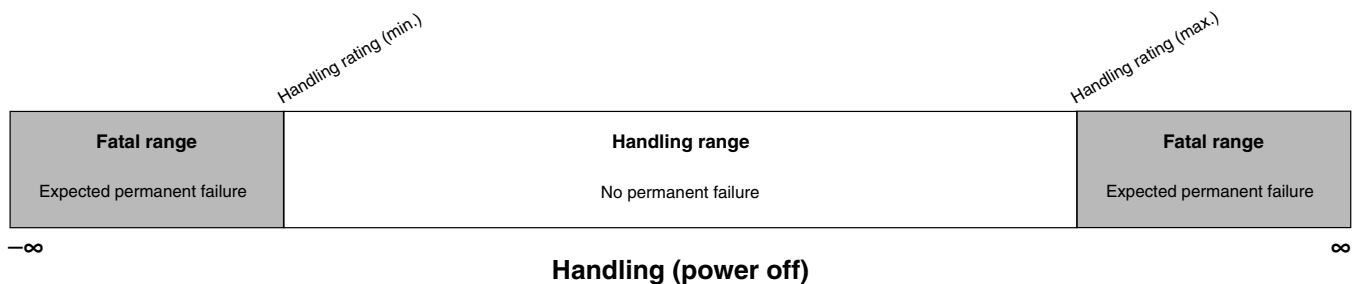 Handling rating (min.)
Handling rating (max.)
Fatal range
Handling range
Fatal range
Expected permanent failure
No permanent failure
Expected permanent failure
–∞
∞
Handling (power off)